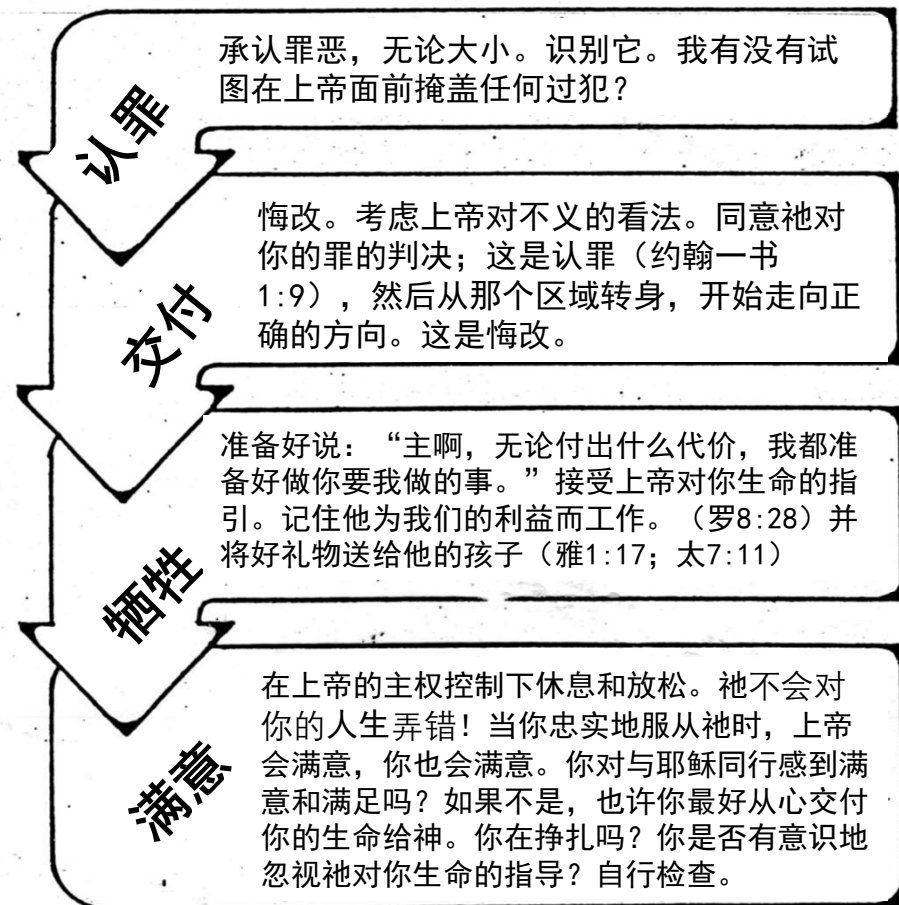 承认罪恶，无论大小。识别它。我有没有试
图在上帝面前掩盖任何过犯？
认罪
悔改。考虑上帝对不义的看法。同意祂对
你的罪的判决；这是认罪（约翰一书
1:9），然后从那个区域转身，开始走向正
确的方向。这是悔改。
交付
准备好说：“主啊，无论付出什么代价，我都准
备好做你要我做的事。”接受上帝对你生命的指
引。记住他为我们的利益而工作。（罗8:28）并
将好礼物送给他的孩子（雅1:17；太7:11）
牺牲
在上帝的主权控制下休息和放松。祂不会对
你的人生弄错！当你忠实地服从祂时，上帝
会满意，你也会满意。你对与耶稣同行感到满
意和满足吗？如果不是，也许你最好从心交付
你的生命给神。你在挣扎吗？你是否有意识地
忽视祂对你生命的指导？自行检查。
满意